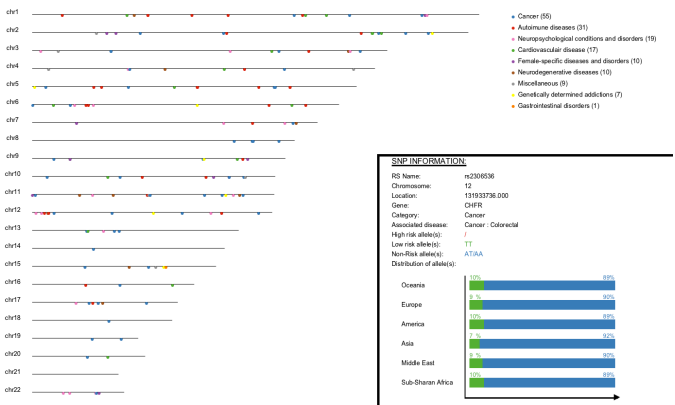 chr1
chr2
chr3
chr4
chr5
chr6
chr7
chr8
chr9
chr10
chr11
chr12
chr13
chr14
chr15
chr16
chr17
chr18
chr19
chr20
chr21
chr22
Cancer (55)
Autoimune diseases (31)
Neuropsychological conditions and disorders (19)
Cardiovasculair disease (17)
Female-specific diseases and disorders (10)
Neurodegenerative diseases (10)
Miscellaneous (9)
Genetically determined addictions (7)
Gastrointestinal disorders (1)
SNP INFORMATION:
RS Name: rs2306536
Chromosome: 12
Location: 131933736.000
Gene: CHFR
Category: Cancer
Associated disease: Cancer : Colorectal
High risk allele(s): /
Low risk allele(s): TT
Non-Risk allele(s): AT/AA
Distribution of allele(s):
Oceania 10% 89%
Europe 9 % 90%
America 10% 89%
Asia 7 % 92%
Middle East 9 % 90%
Sub-Sharan Africa 10% 89%